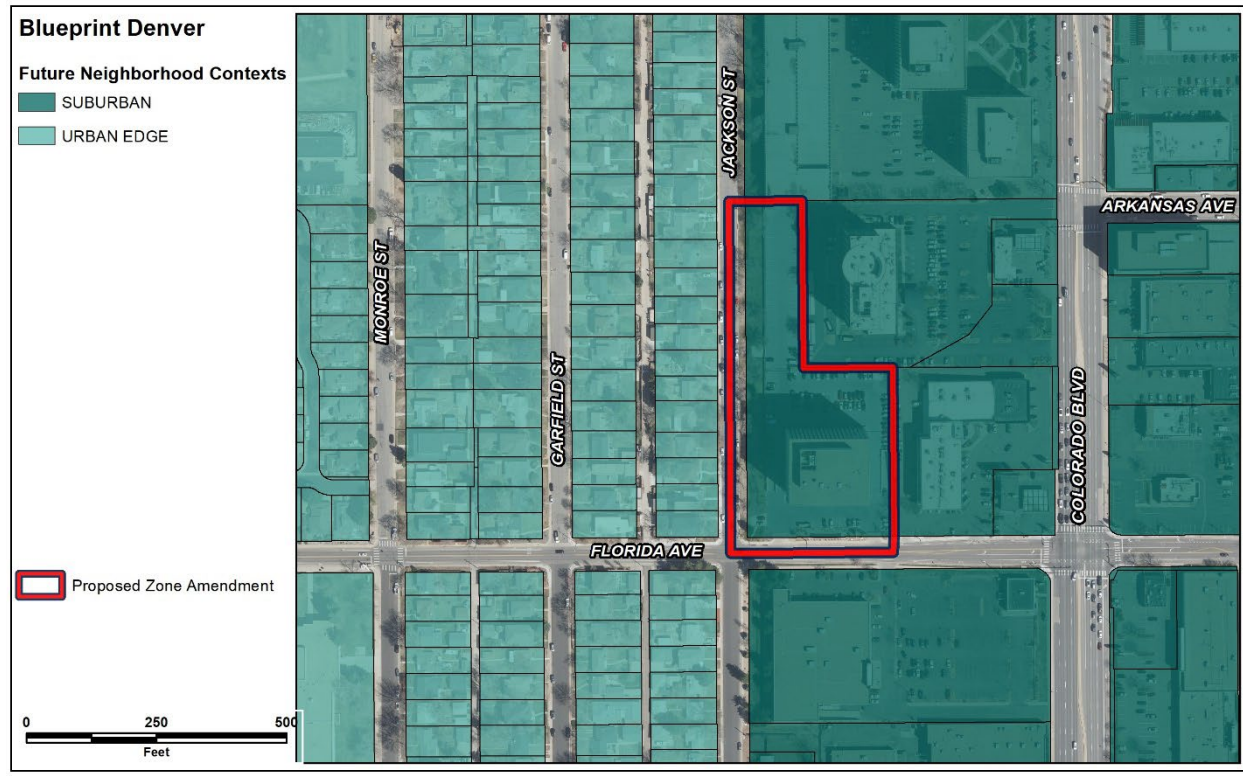 Blueprint Denver
Future Neighborhood Contexts
SUBURBAN
URBAN EDGE
JACKSON ST
ARKANSAS AVE
MONROE ST
GARFIELD ST
COLORADO BLVD
FLORIDA AVE
Proposed Zone Amendment
0 250 500
Feet